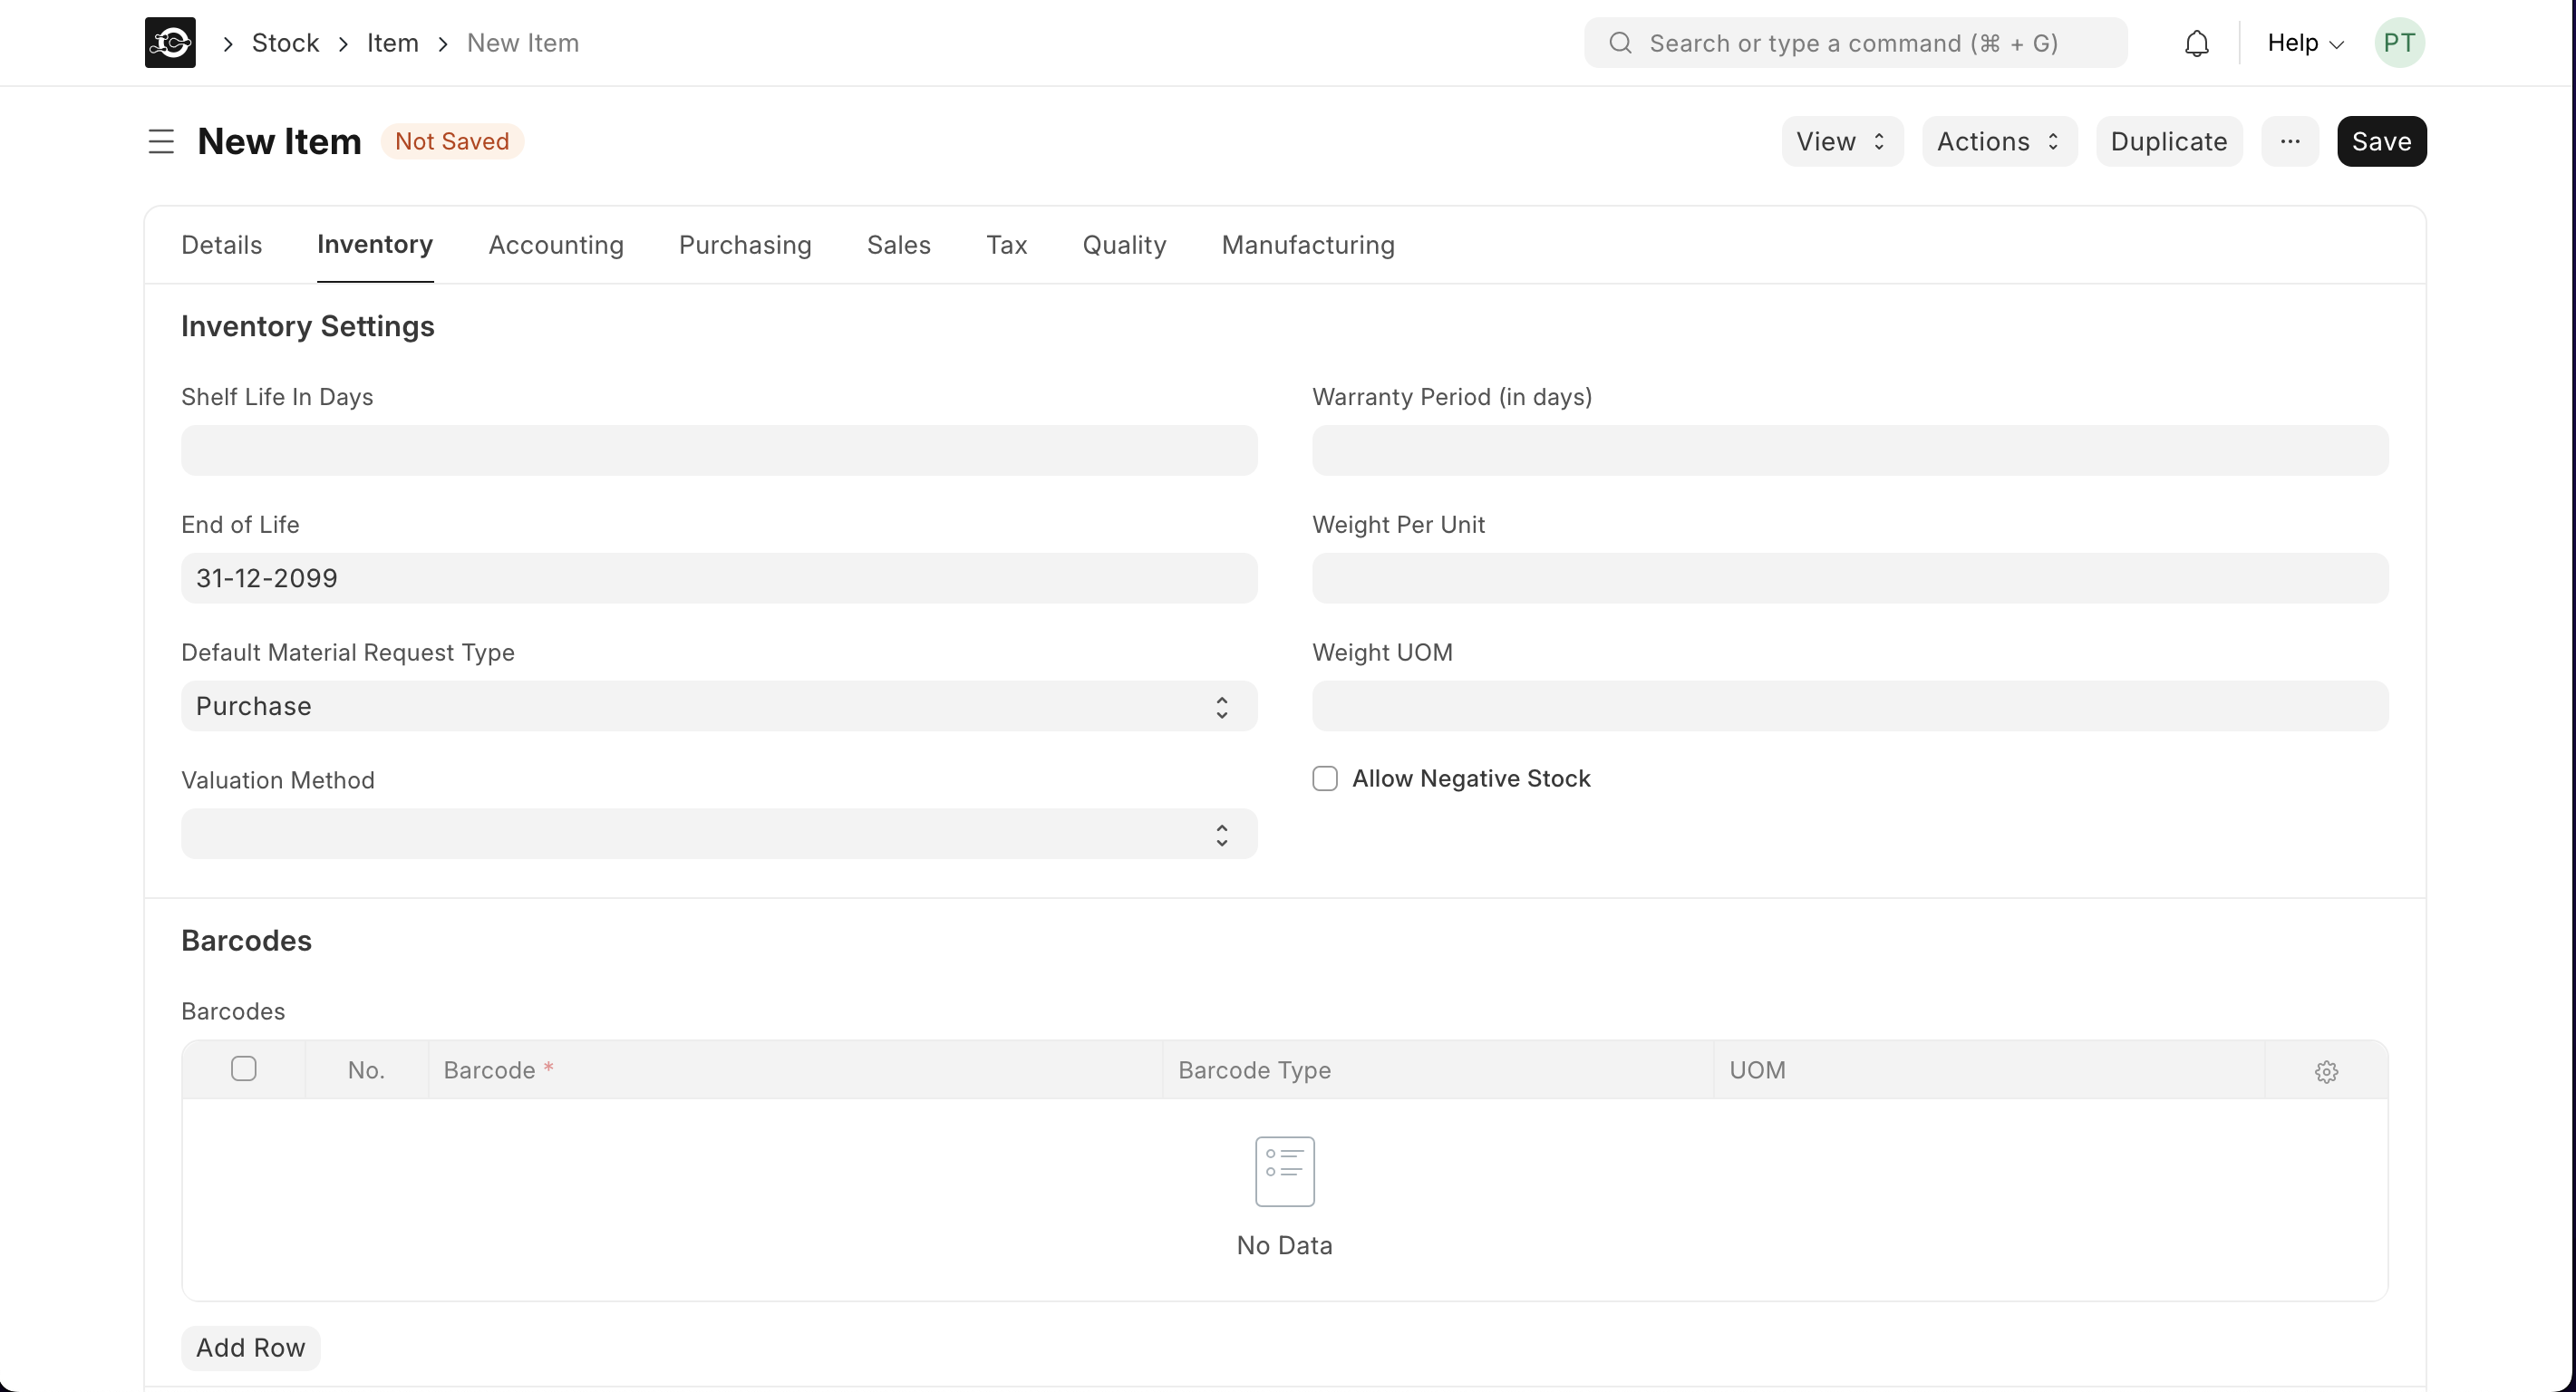 Stock Item New Item Search or type a command (⌘ + G) Help PT
New Item Not Saved View Actions Duplicate ··· Save
Details Inventory Accounting Purchasing Sales Tax Quality Manufacturing
Inventory Settings
Shelf Life In Days Warranty Period (in days)
End of Life Weight Per Unit
31-12-2099
Default Material Request Type Weight UOM
Purchase
Valuation Method Allow Negative Stock
Barcodes
Barcodes
No. Barcode * Barcode Type UOM
No Data
Add Row